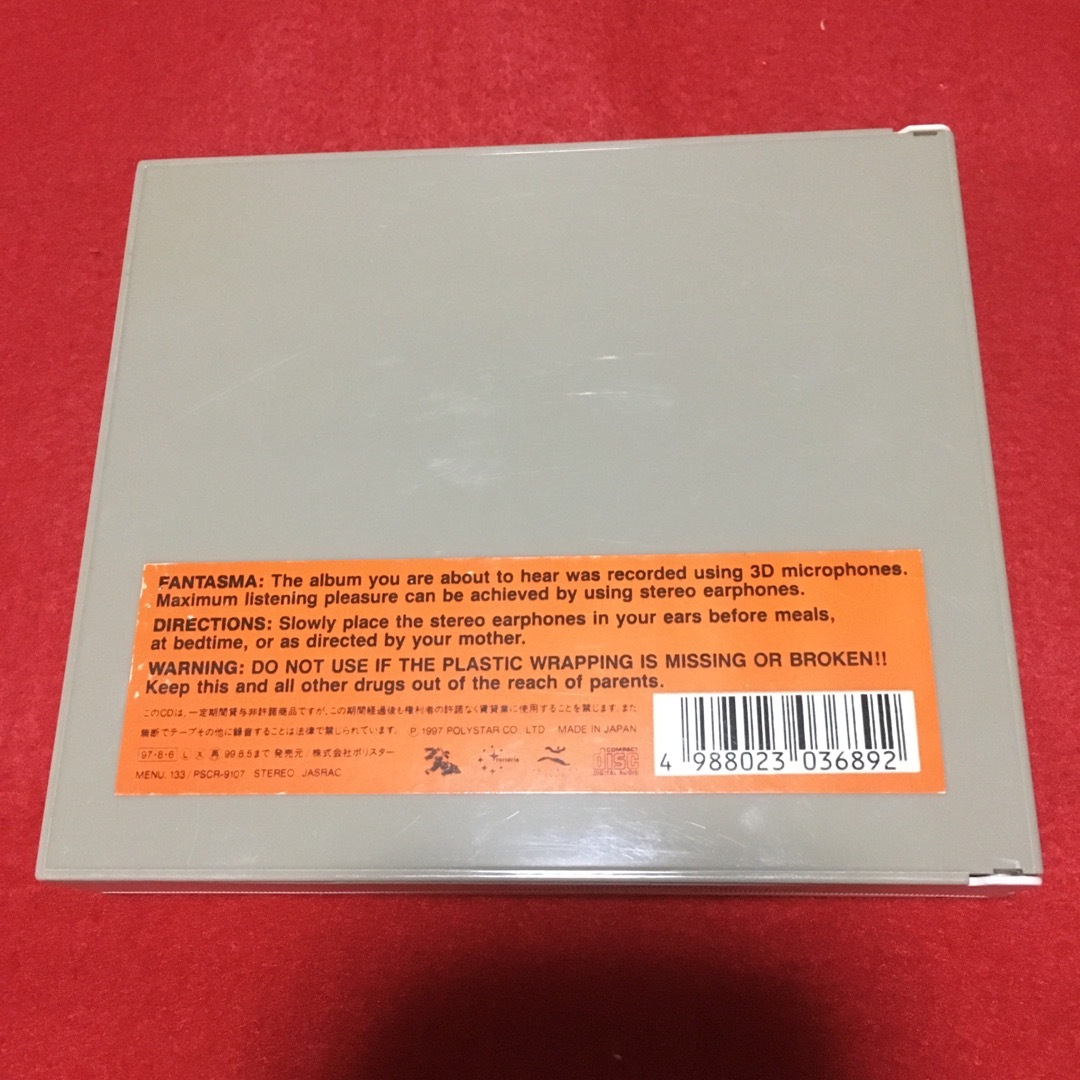 FANTASMA: The album you are about to hear was recorded using 3D microphones.
Maximum listening pleasure can be achieved by using stereo earphones.
DIRECTIONS: Slowly place the stereo earphones in your ears before meals,
at bedtime, or as directed by your mother.
WARNING: DO NOT USE IF THE PLASTIC WRAPPING IS MISSING OR BROKEN!!
Keep this and all other drugs out of the reach of parents.
このCDは、一定期間貸与非許諾商品ですが、この期間経過後も権利者の許諾なく賃貸業に使用することを禁じます。また
無断でテープその他に録音することは法律で禁じられています。 Ⓟ 1997 POLYSTAR CO. LTD MADE IN JAPAN
97・8・6 L X 再 99.8.5まで 発売元:株式会社ポリスター
MENU. 133/PSCR-9107 STEREO JASRAC
trattoria
COMPACT
DISC
DIGITAL AUDIO
4 988023 036892